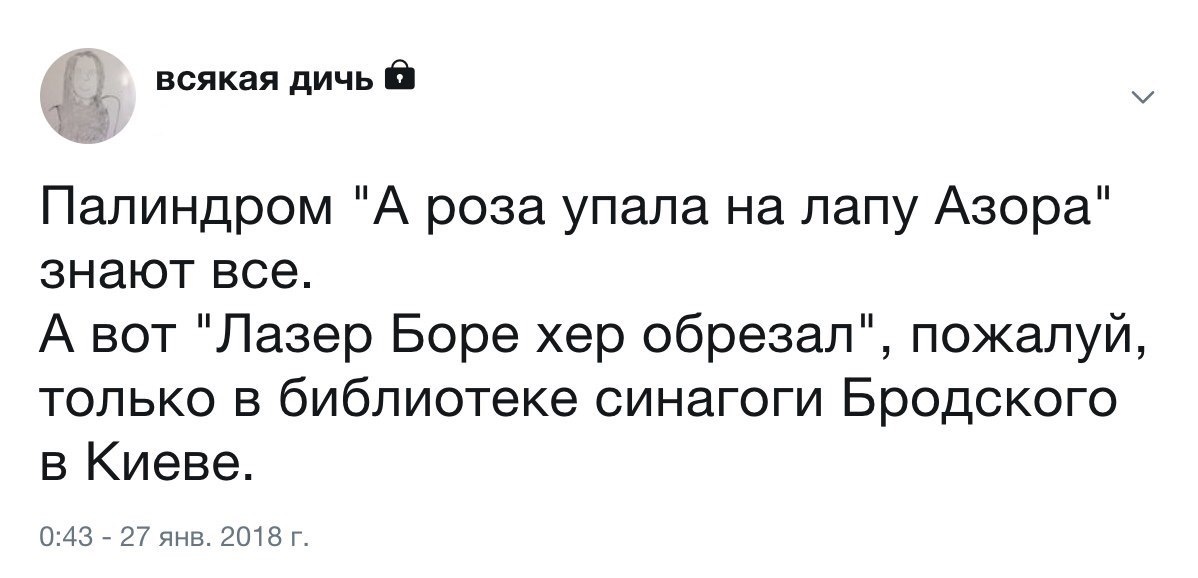 всякая дичь
Палиндром "А роза упала на лапу Азора"
знают все.
А вот "Лазер Боре хер обрезал", пожалуй,
только в библиотеке синагоги Бродского
в Киеве.
0:43 - 27 янв. 2018 г.